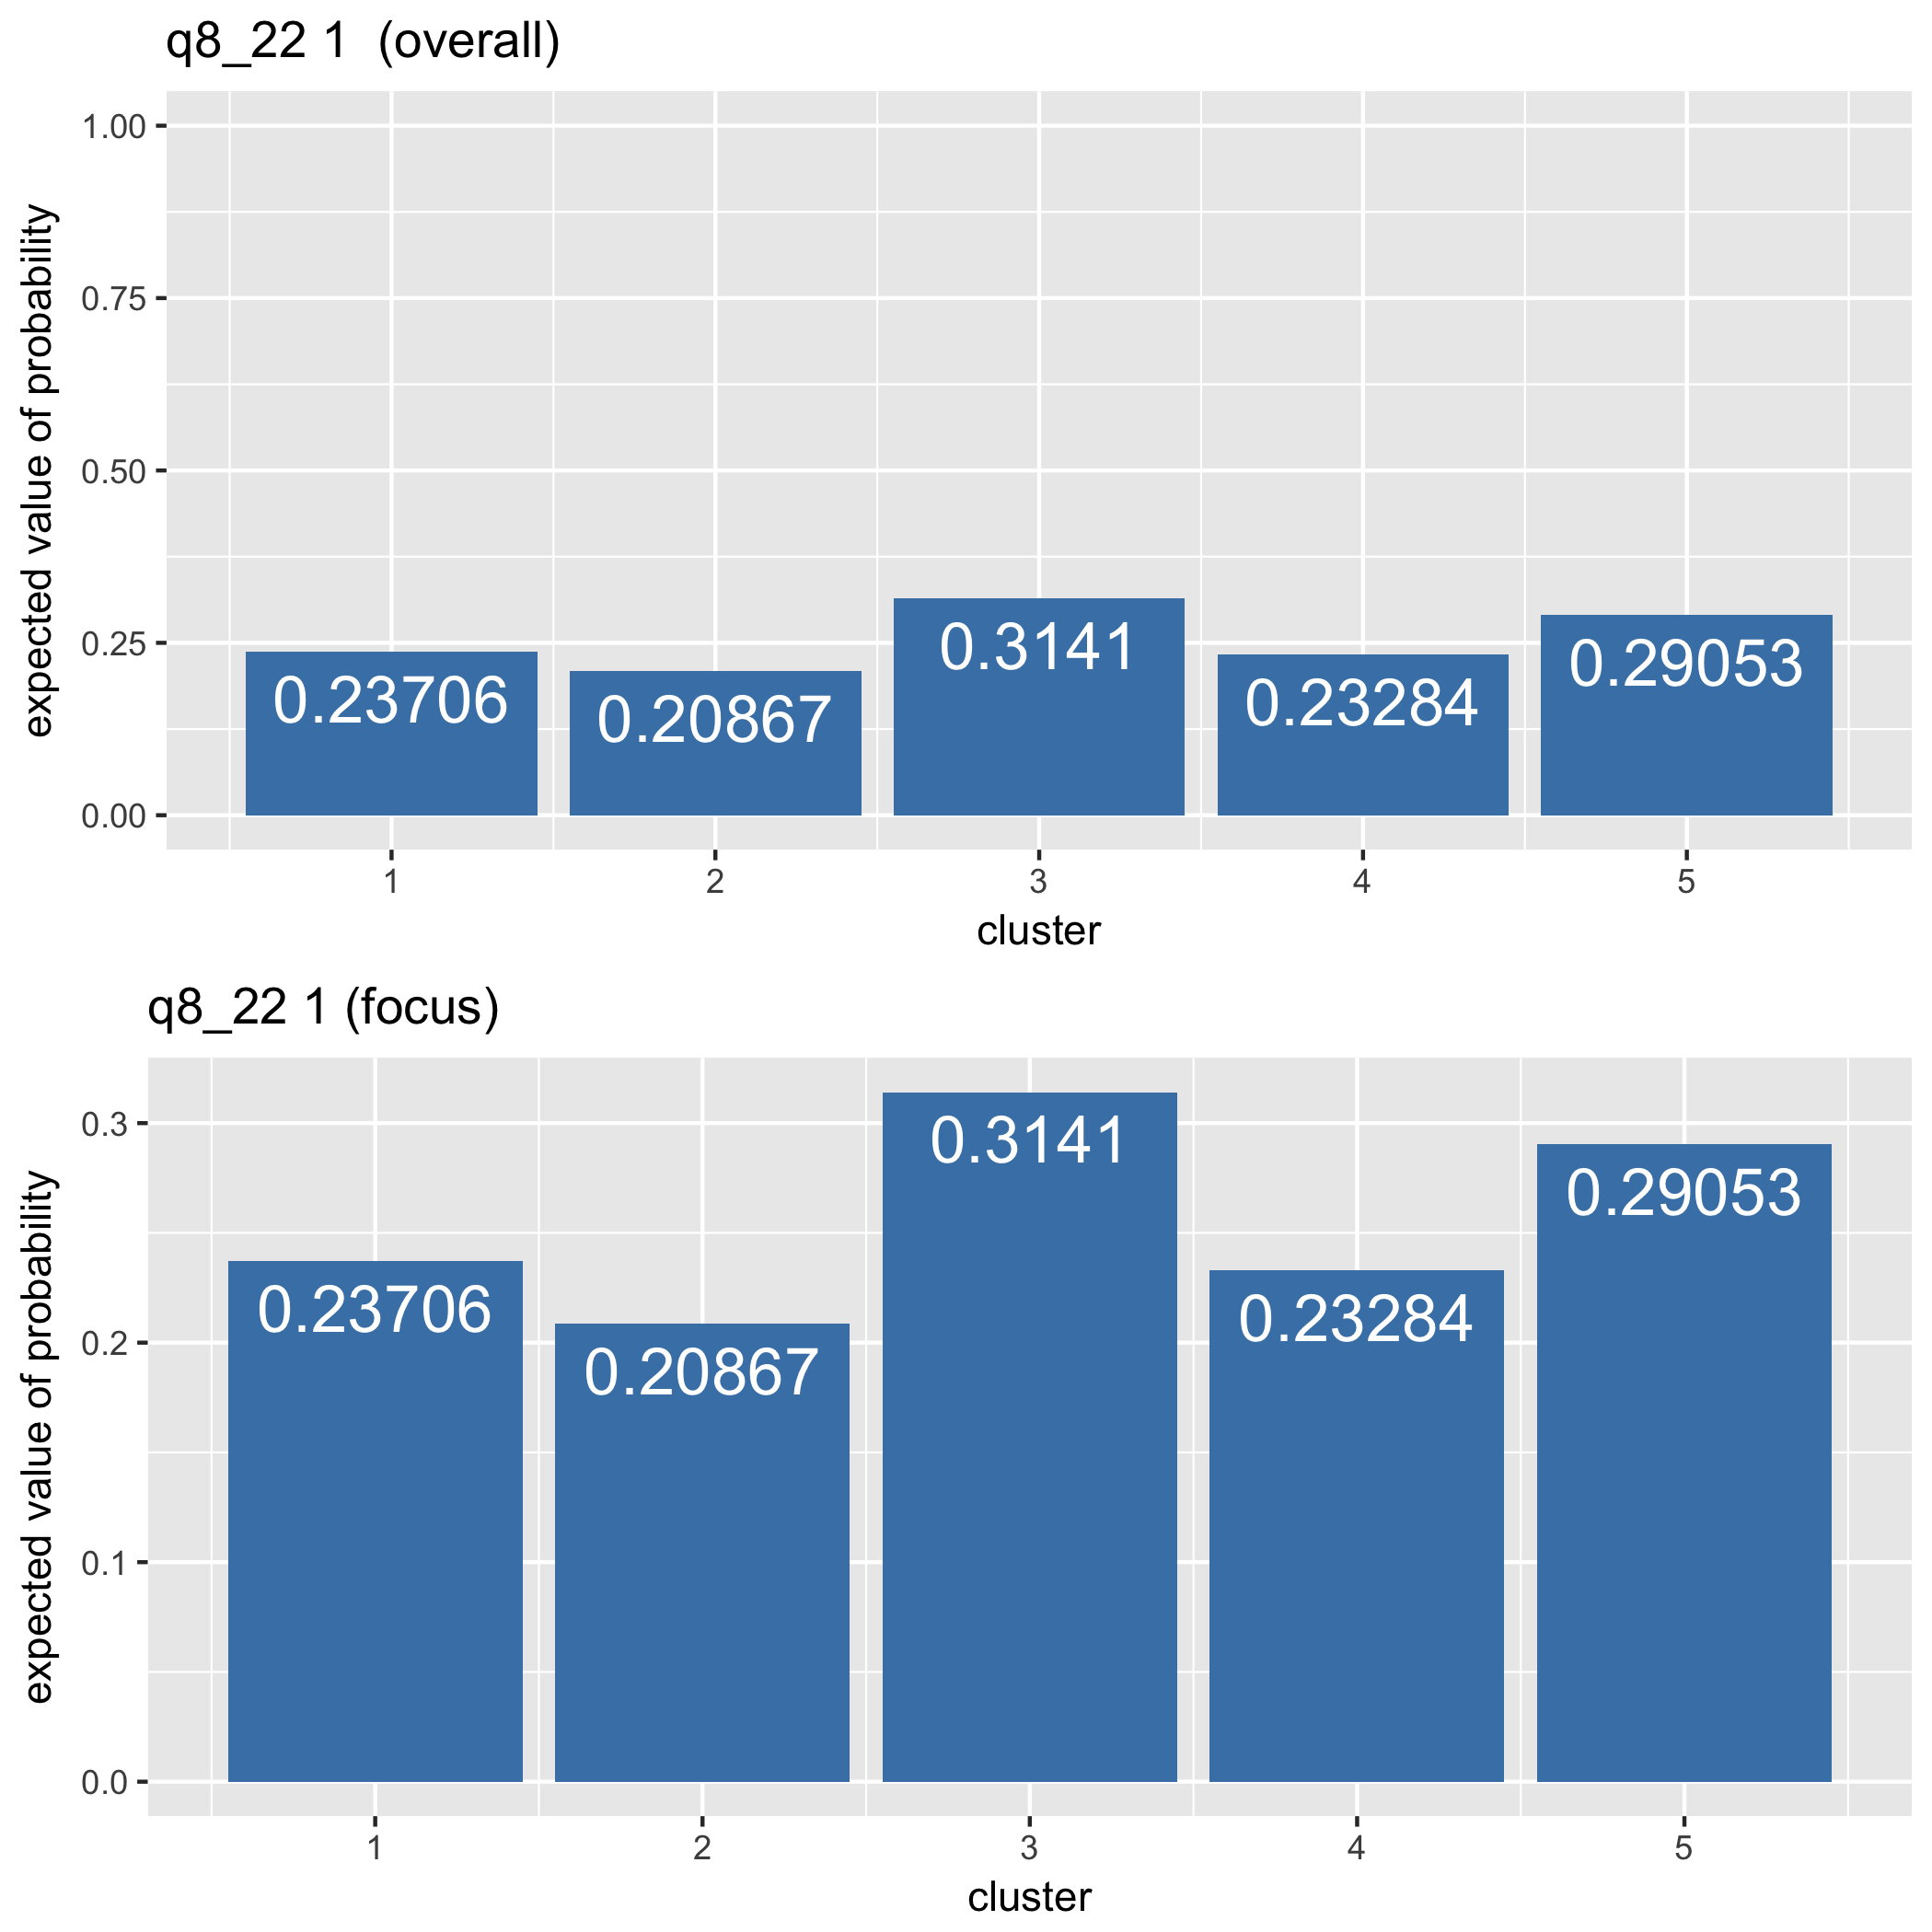 q8_22 1  (overall)
expected value of probability
1.00
0.75
0.50
0.25
0.00
0.23706
0.20867
0.3141
0.23284
0.29053
1 2 3 4 5
cluster
q8_22 1 (focus)
expected value of probability
0.3
0.2
0.1
0.0
0.23706
0.20867
0.3141
0.23284
0.29053
1 2 3 4 5
cluster